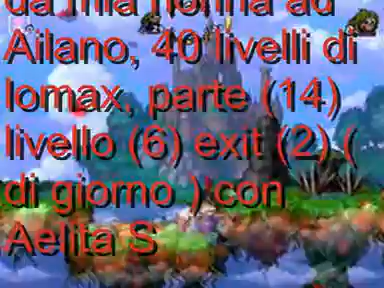 da mia nonna ad
Ailano, 40 livelli di
lomax, parte (14)
livello (6) exit (2) (
di giorno ) con
Aelita S